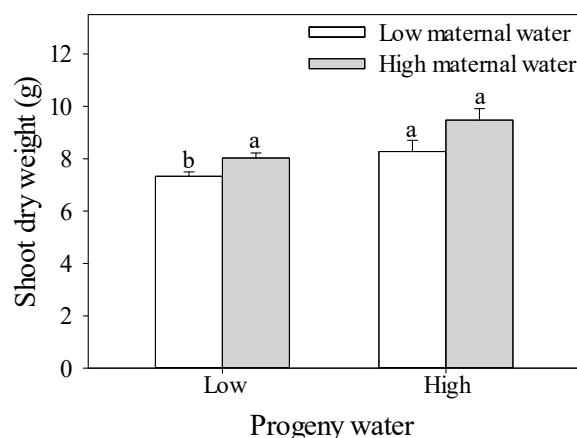 Low maternal water
High maternal water
Shoot dry weight (g)
12
10
8
6
4
2
0
b
a
a
a
Low
High
Progeny water